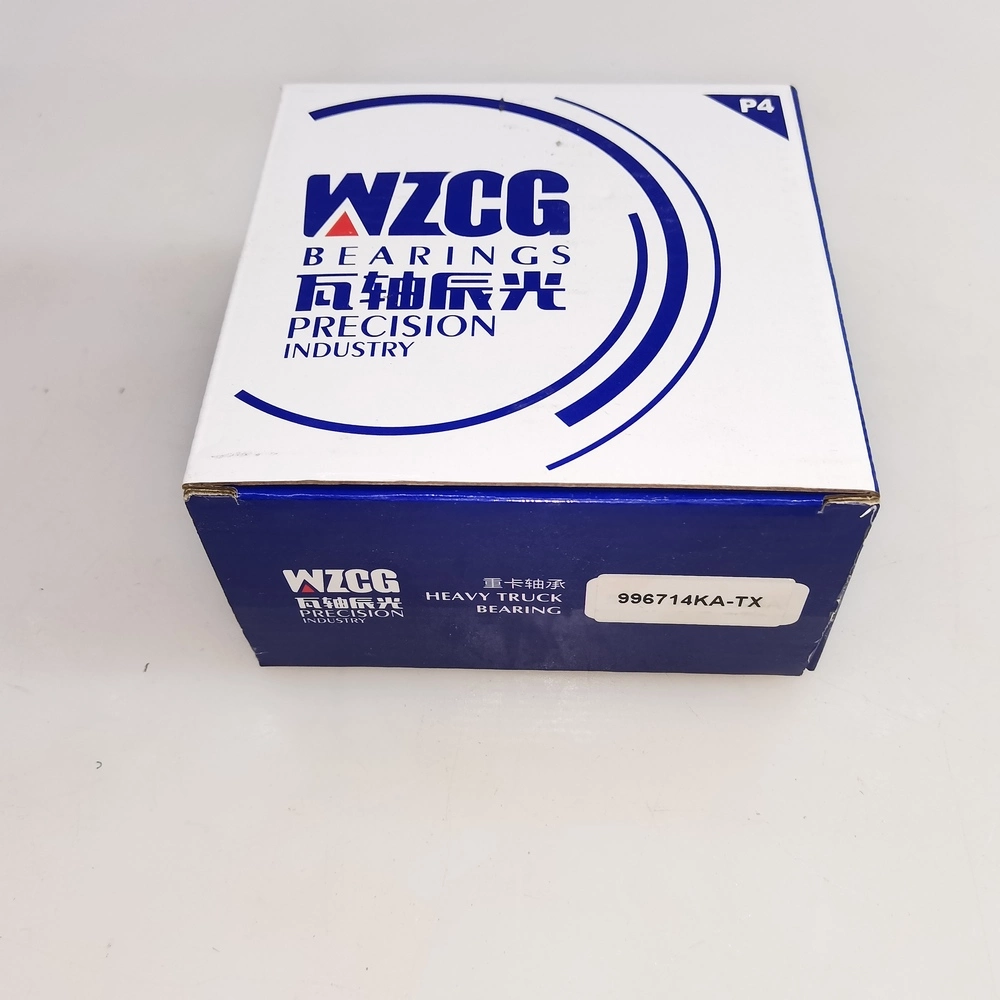 P4
WZCG
BEARINGS
瓦轴辰光
PRECISION
INDUSTRY
WZCG
瓦轴辰光
PRECISION
INDUSTRY
重卡轴承
HEAVY TRUCK
BEARING
996714KA-TX